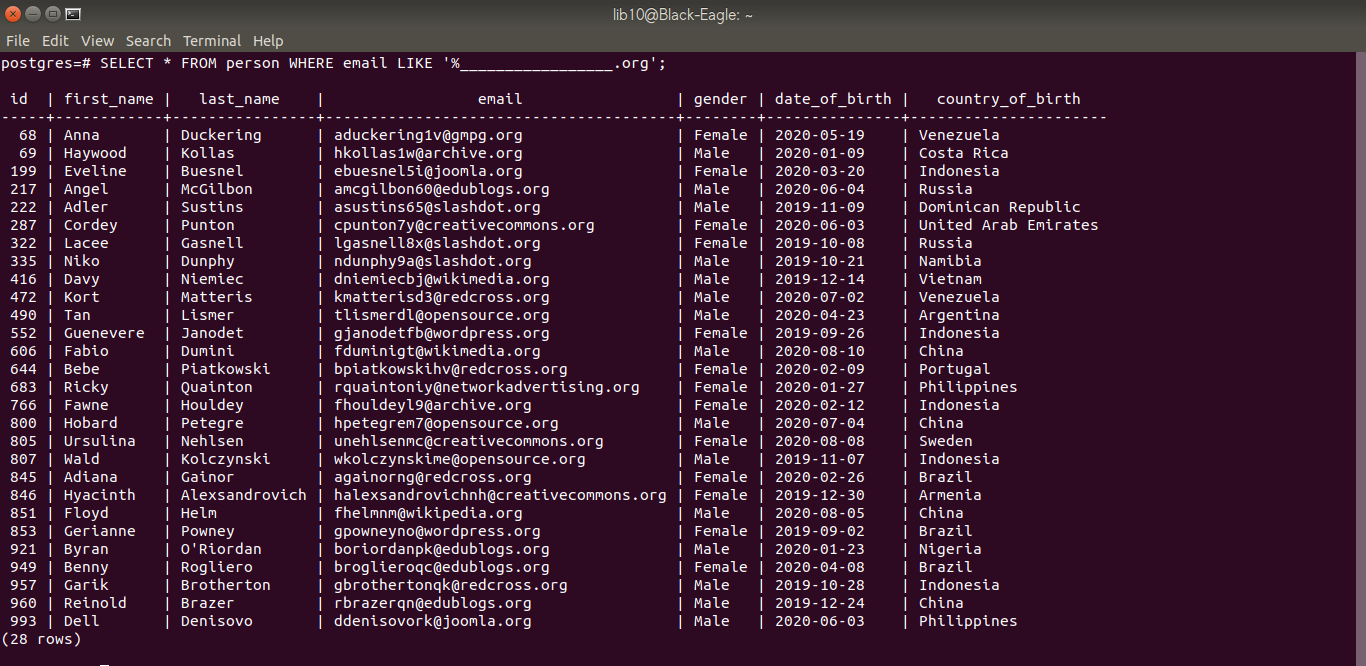 lib10@Black-Eagle: ~
File Edit View Search Terminal Help
postgres=# SELECT * FROM person WHERE email LIKE '%_________________.org';
 id  | first_name |   last_name    |                 email                 | gender | date_of_birth |   country_of_birth
-----+------------+----------------+---------------------------------------+--------+---------------+----------------------
  68 | Anna       | Duckering      | aduckering1v@gmpg.org                 | Female | 2020-05-19    | Venezuela
  69 | Haywood    | Kollas         | hkollas1w@archive.org                 | Male   | 2020-01-09    | Costa Rica
 199 | Eveline    | Buesnel        | ebuesnel5i@joomla.org                 | Female | 2020-03-20    | Indonesia
 217 | Angel      | McGilbon       | amcgilbon60@edublogs.org              | Male   | 2020-06-04    | Russia
 222 | Adler      | Sustins        | asustins65@slashdot.org               | Male   | 2019-11-09    | Dominican Republic
 287 | Cordey     | Punton         | cpunton7y@creativecommons.org         | Female | 2020-06-03    | United Arab Emirates
 322 | Lacee      | Gasnell        | lgasnell8x@slashdot.org               | Female | 2019-10-08    | Russia
 335 | Niko       | Dunphy         | ndunphy9a@slashdot.org                | Male   | 2019-10-21    | Namibia
 416 | Davy       | Niemiec        | dniemiecbj@wikimedia.org              | Male   | 2019-12-14    | Vietnam
 472 | Kort       | Matteris       | kmatterisd3@redcross.org              | Male   | 2020-07-02    | Venezuela
 490 | Tan        | Lismer         | tlismerdl@opensource.org              | Male   | 2020-04-23    | Argentina
 552 | Guenevere  | Janodet        | gjanodetfb@wordpress.org              | Female | 2019-09-26    | Indonesia
 606 | Fabio      | Dumini         | fduminigt@wikimedia.org               | Male   | 2020-08-10    | China
 644 | Bebe       | Piatkowski     | bpiatkowskihv@redcross.org            | Female | 2020-02-09    | Portugal
 683 | Ricky      | Quainton       | rquaintoniy@networkadvertising.org    | Female | 2020-01-27    | Philippines
 766 | Fawne      | Houldey        | fhouldeyl9@archive.org                | Female | 2020-02-12    | Indonesia
 800 | Hobard     | Petegre        | hpetegrem7@opensource.org             | Male   | 2020-07-04    | China
 805 | Ursulina   | Nehlsen        | unehlsenmc@creativecommons.org        | Female | 2020-08-08    | Sweden
 807 | Wald       | Kolczynski     | wkolczynskime@opensource.org          | Male   | 2019-11-07    | Indonesia
 845 | Adiana     | Gainor         | againorng@redcross.org                | Female | 2020-02-26    | Brazil
 846 | Hyacinth   | Alexsandrovich | halexsandrovichnh@creativecommons.org | Female | 2019-12-30    | Armenia
 851 | Floyd      | Helm           | fhelmnm@wikipedia.org                 | Male   | 2020-08-05    | China
 853 | Gerianne   | Powney         | gpowneyno@wordpress.org               | Female | 2019-09-02    | Brazil
 921 | Byran      | O'Riordan      | boriordanpk@edublogs.org              | Male   | 2020-01-23    | Nigeria
 949 | Benny      | Rogliero       | broglieroqc@edublogs.org              | Female | 2020-04-08    | Brazil
 957 | Garik      | Brotherton     | gbrothertonqk@redcross.org            | Male   | 2019-10-28    | Indonesia
 960 | Reinold    | Brazer         | rbrazerqn@edublogs.org                | Male   | 2019-12-24    | China
 993 | Dell       | Denisovo       | ddenisovork@joomla.org                | Male   | 2020-06-03    | Philippines
(28 rows)